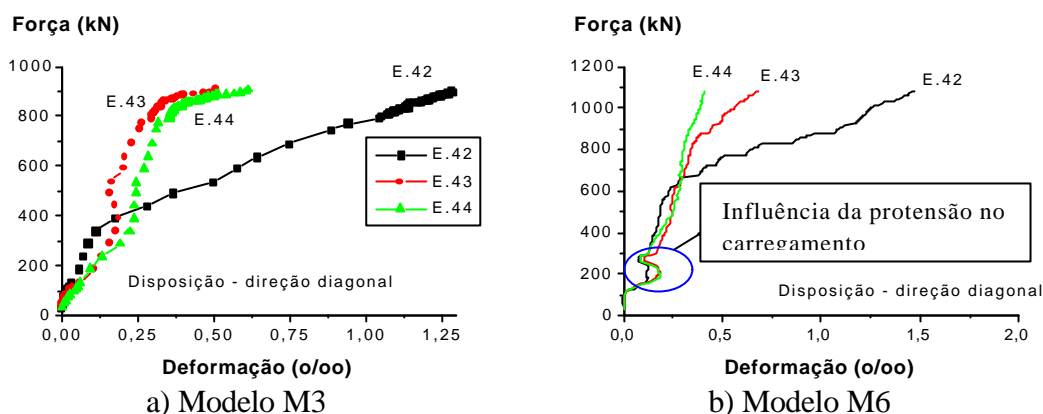 Força (kN)
1000
800
600
400
200
0
0,00
0,25
0,50
0,75
1,00
1,25
E.43
E.44
E.42
E.42
E.43
E.44
Disposição - direção diagonal
Deformação (o/oo)
a) Modelo M3
Força (kN)
1200
1000
800
600
400
200
0
0,0
0,5
1,0
1,5
2,0
E.44
E.43
E.42
Influência da protensão no
carregamento
Disposição - direção diagonal
Deformação (o/oo)
b) Modelo M6